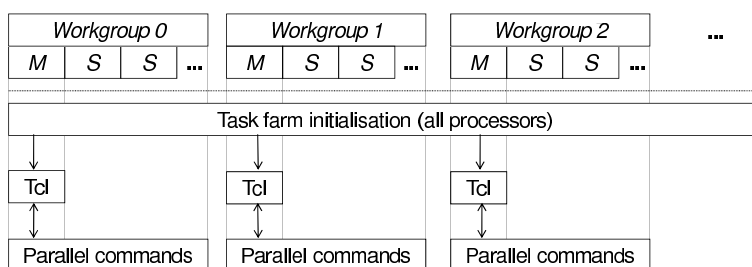 Workgroup 0 Workgroup 1 Workgroup 2 ...
M S S ... M S S ... M S S ...
Task farm initialisation (all processors)
Tcl Tcl Tcl
Parallel commands Parallel commands Parallel commands